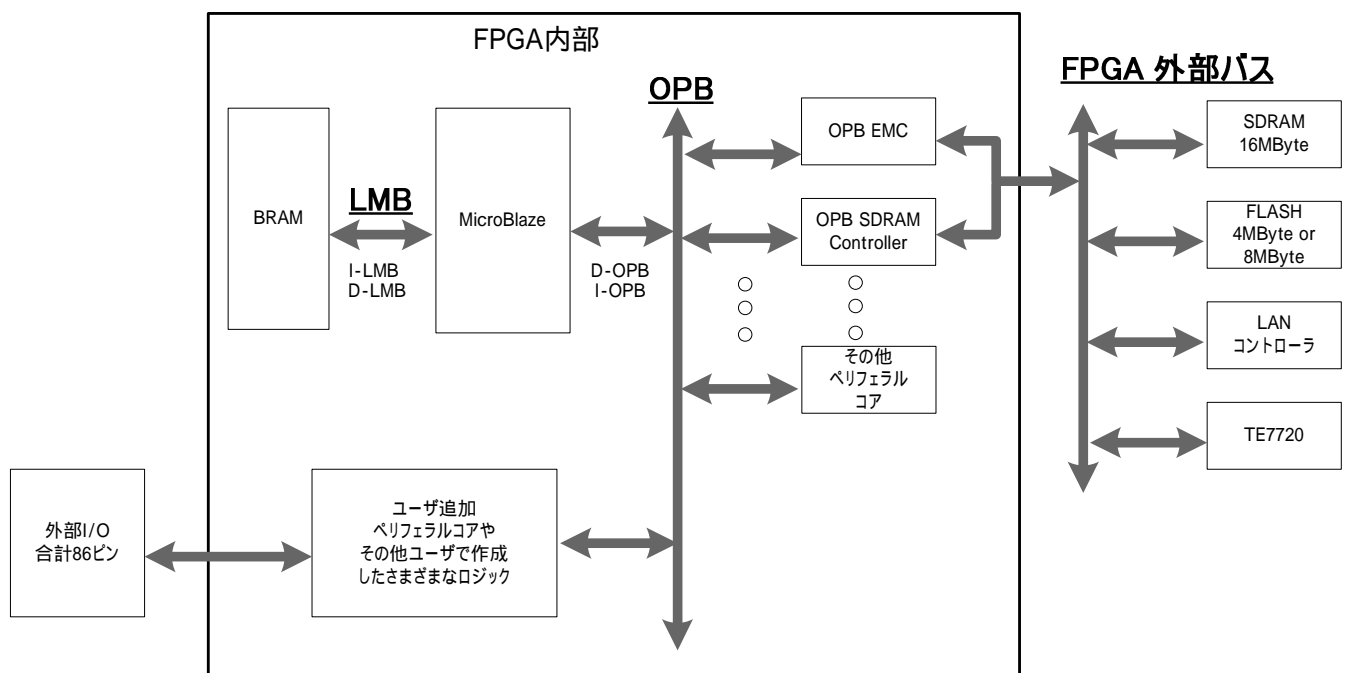 FPGA内部
FPGA 外部バス
OPB
OPB EMC
SDRAM
16MByte
BRAM
LMB
I-LMB
D-LMB
MicroBlaze
D-OPB
I-OPB
OPB SDRAM
Controller
FLASH
4MByte or
8MByte
その他
ペリフェラル
コア
LAN
コントローラ
TE7720
外部I/O
合計86ピン
ユーザ追加
ペリフェラルコアや
その他ユーザで作成
したさまざまなロジック